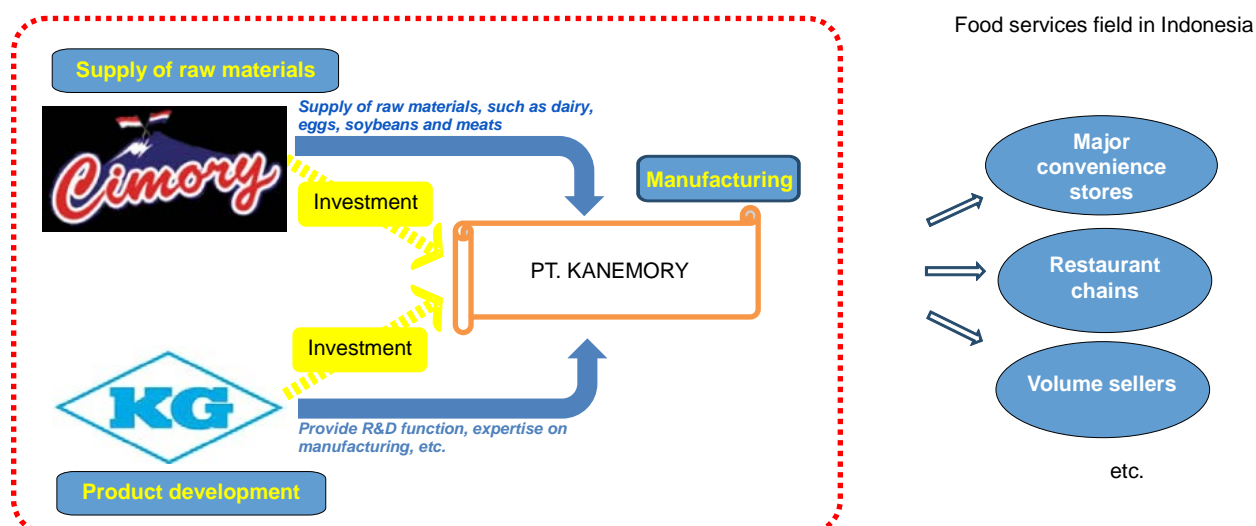 Food services field in Indonesia
Supply of raw materials
Cimory
Supply of raw materials, such as dairy,
eggs, soybeans and meats
Investment
Manufacturing
PT. KANEMORY
Investment
KG
Provide R&D function, expertise on
manufacturing, etc.
Product development
Major
convenience
stores
Restaurant
chains
Volume sellers
etc.